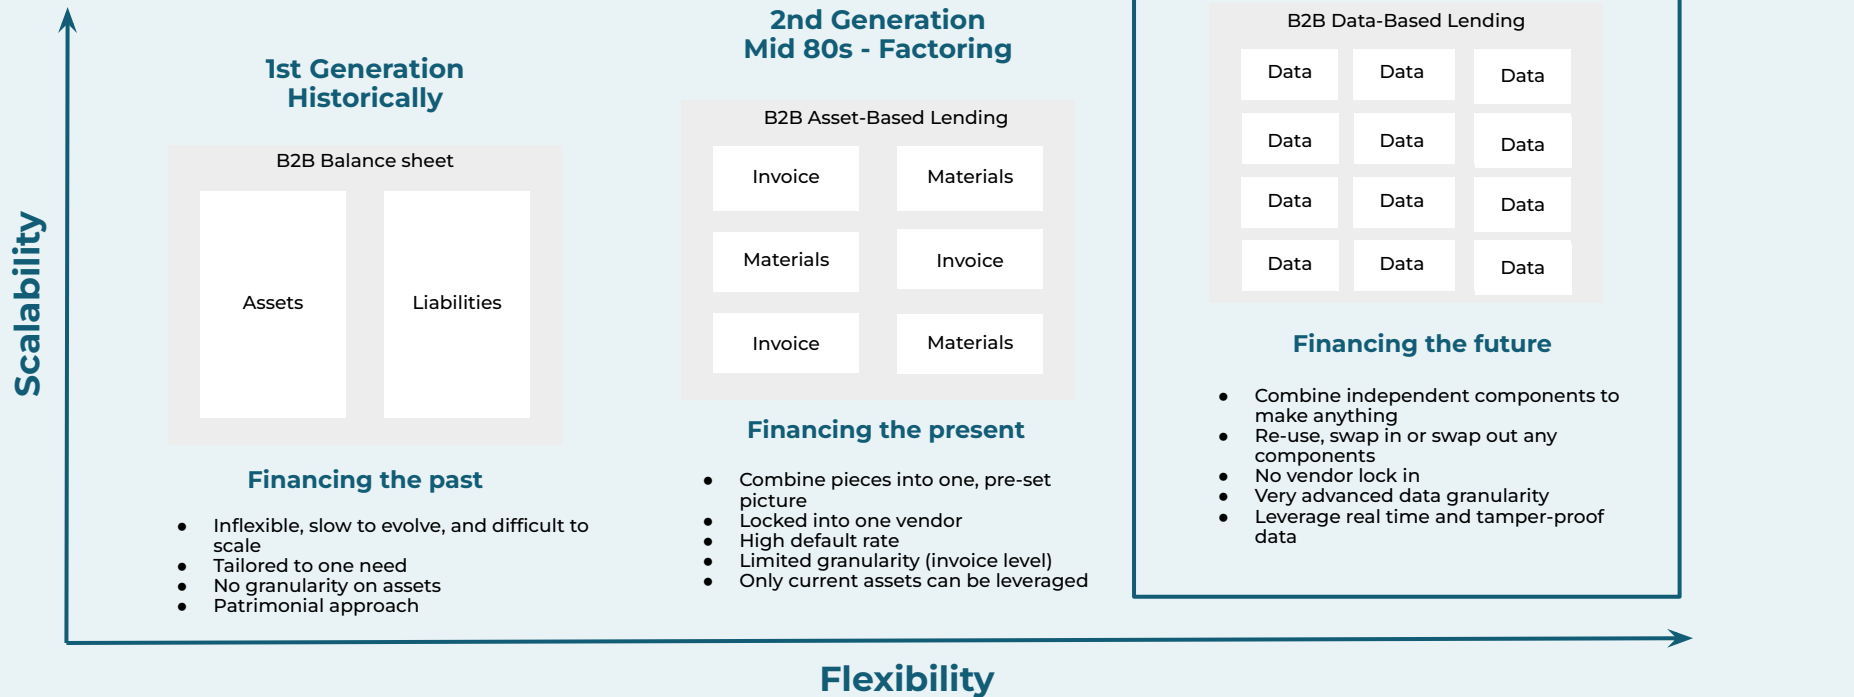 Scalability
1st Generation
Historically
B2B Balance sheet
Assets
Liabilities
Financing the past
● Inflexible, slow to evolve, and difficult to
scale
● Tailored to one need
● No granularity on assets
● Patrimonial approach
2nd Generation
Mid 80s - Factoring
B2B Asset-Based Lending
Invoice
Materials
Materials
Invoice
Invoice
Materials
Financing the present
● Combine pieces into one, pre-set
picture
● Locked into one vendor
● High default rate
● Limited granularity (invoice level)
● Only current assets can be leveraged
B2B Data-Based Lending
Data Data Data
Data Data Data
Data Data Data
Data Data Data
Financing the future
● Combine independent components to
make anything
● Re-use, swap in or swap out any
components
● No vendor lock in
● Very advanced data granularity
● Leverage real time and tamper-proof
data
Flexibility